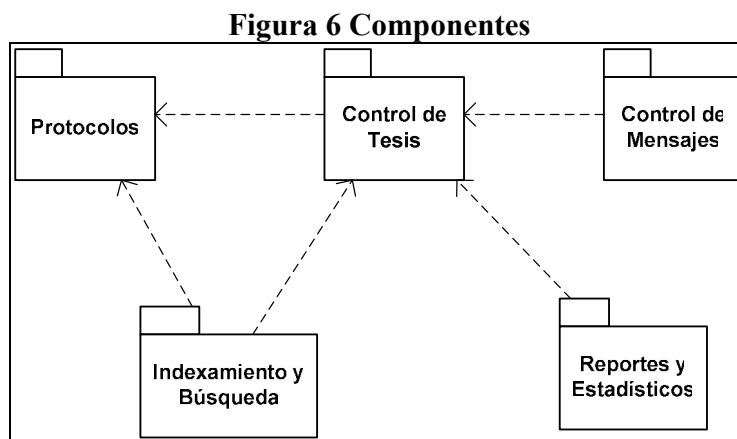 Figura 6 Componentes
Protocolos
Control de
Tesis
Control de
Mensajes
Indexamiento y
Búsqueda
Reportes y
Estadísticos